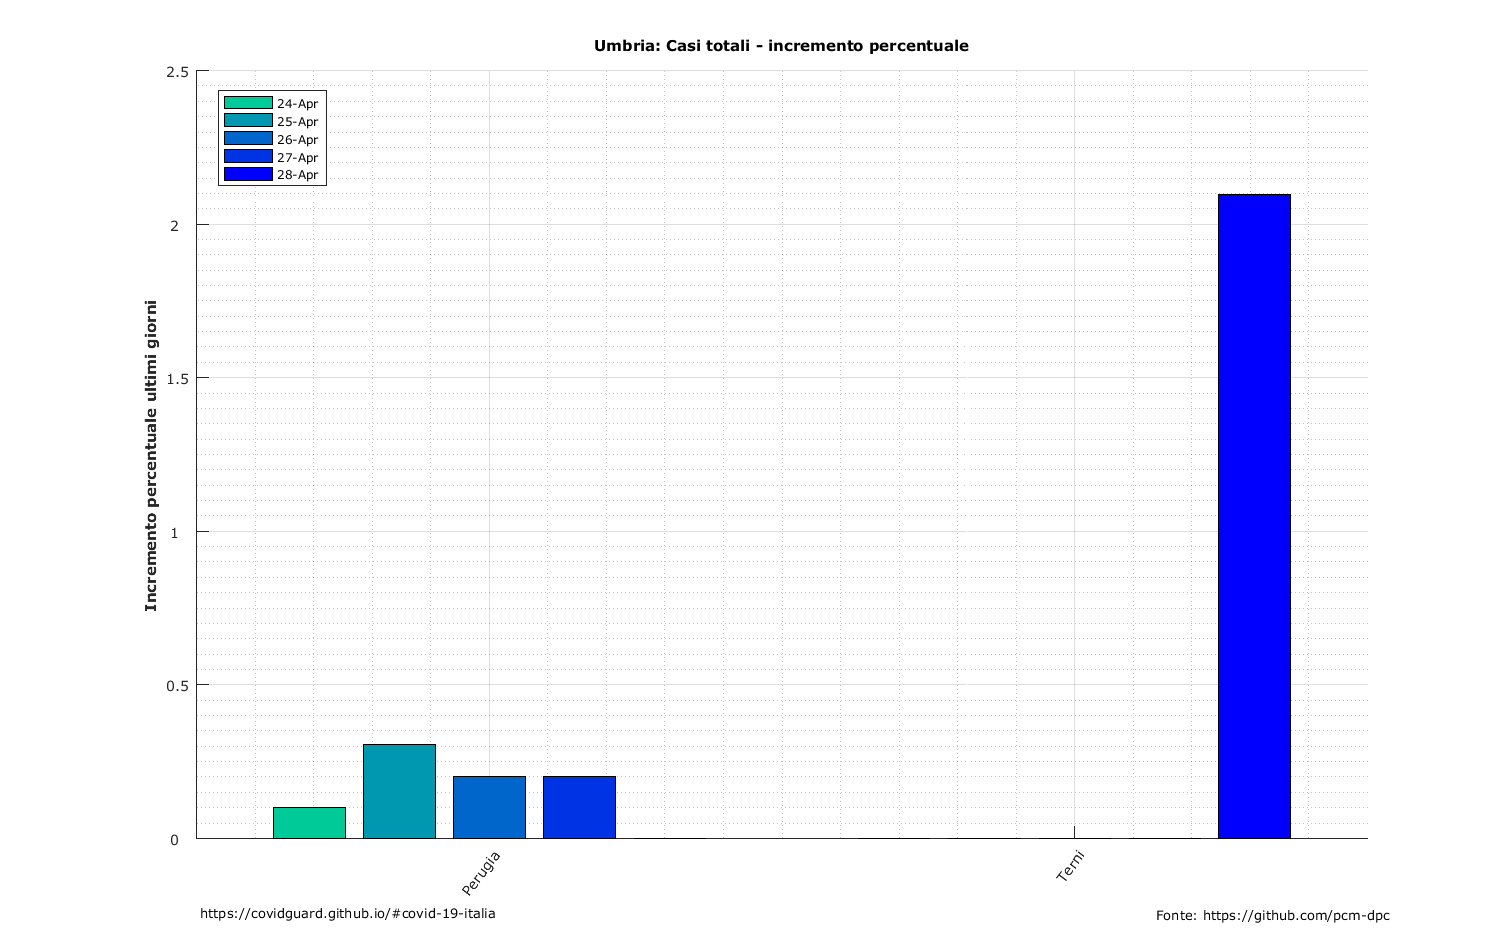 Umbria: Casi totali - incremento percentuale
2.5
2
1.5
1
0.5
0
Incremento percentuale ultimi giorni
24-Apr
25-Apr
26-Apr
27-Apr
28-Apr
Perugia
Terni
https://covidguard.github.io/#covid-19-italia
Fonte: https://github.com/pcm-dpc